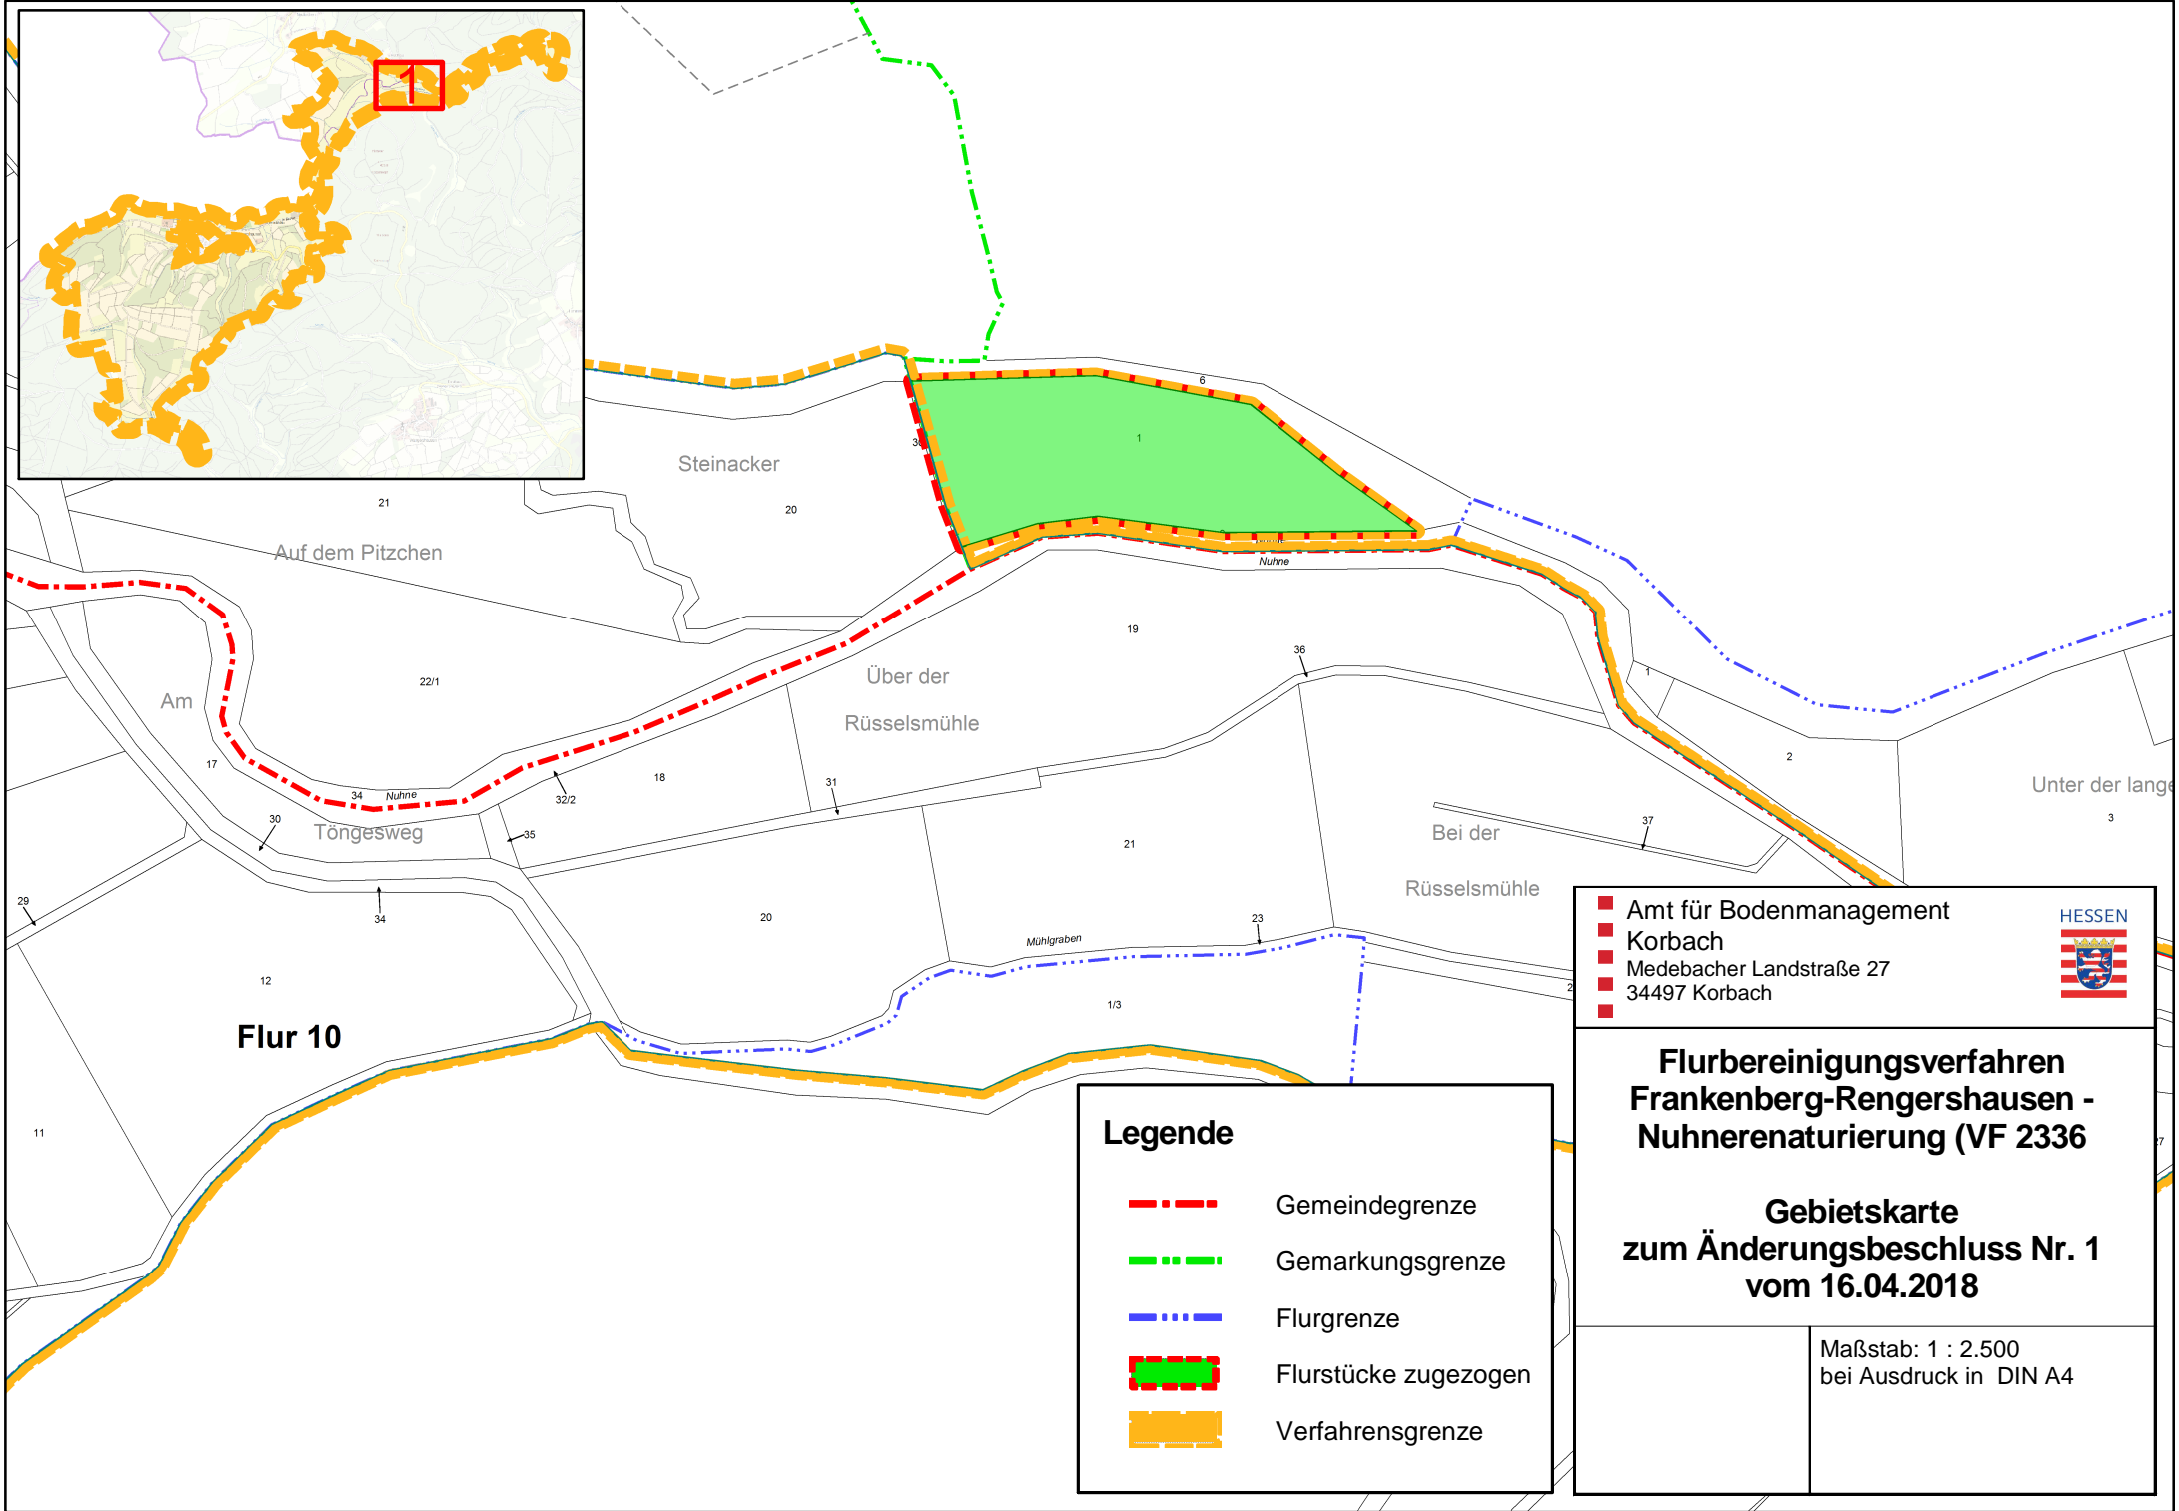 1
6
1
Steinacker
20
21
Auf dem Pitzchen
Nuhne
19
36
22/1
Am
Über der
Rüsselsmühle
1
2
17
18
31
32/2
34
Nuhne
Töngesweg
30
35
21
Bei der
Rüsselsmühle
37
Unter der lange
3
29
34
20
23
Mühlgraben
12
1/3
Flur 10
11
Amt für Bodenmanagement
Korbach
Medebacher Landstraße 27
34497 Korbach
HESSEN
Flurbereinigungsverfahren
Frankenberg-Rengershausen -
Nuhnerenaturierung (VF 2336
Gebietskarte
zum Änderungsbeschluss Nr. 1
vom 16.04.2018
Maßstab: 1 : 2.500
bei Ausdruck in DIN A4
Legende
Gemeindegrenze
Gemarkungsgrenze
Flurgrenze
Flurstücke zugezogen
Verfahrensgrenze